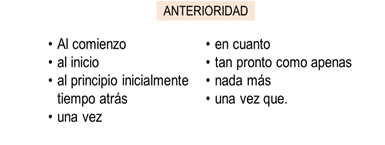 ANTERIORIDAD
• Al comienzo
• al inicio
• al principio inicialmente
tiempo atrás
• una vez
• en cuanto
• tan pronto como apenas
• nada más
• una vez que.